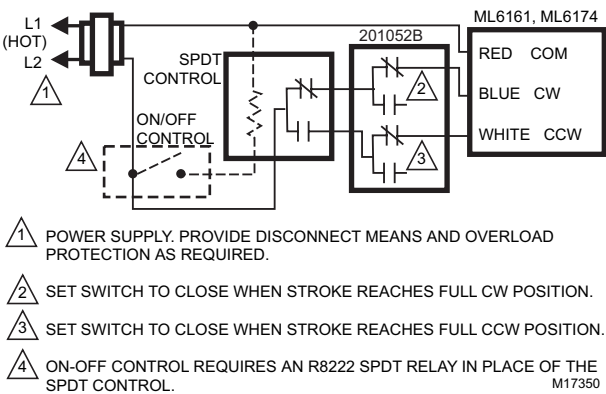 L1
(HOT)
L2
1
SPDT
CONTROL
ON/OFF
CONTROL
4
201052B
2
3
ML6161, ML6174
RED COM
BLUE CW
WHITE CCW
1 POWER SUPPLY. PROVIDE DISCONNECT MEANS AND OVERLOAD
PROTECTION AS REQUIRED.
2 SET SWITCH TO CLOSE WHEN STROKE REACHES FULL CW POSITION.
3 SET SWITCH TO CLOSE WHEN STROKE REACHES FULL CCW POSITION.
4 ON-OFF CONTROL REQUIRES AN R8222 SPDT RELAY IN PLACE OF THE
SPDT CONTROL.
M17350